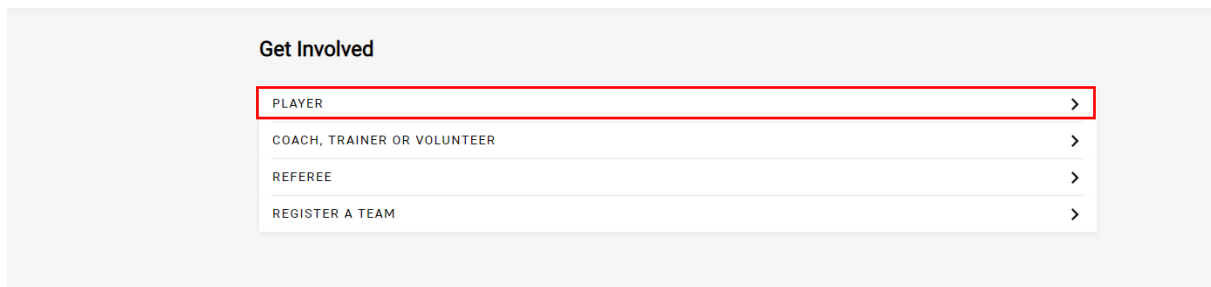 Get Involved
PLAYER
COACH, TRAINER OR VOLUNTEER
REFEREE
REGISTER A TEAM